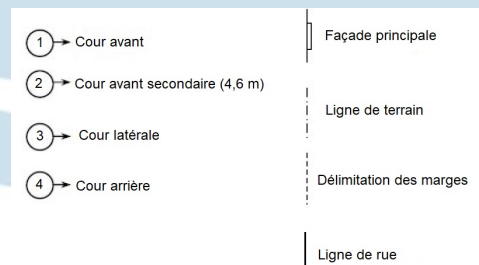 1 Cour avant
2 Cour avant secondaire (4,6 m)
3 Cour latérale
4 Cour arrière
Façade principale
Ligne de terrain
Délimitation des marges
Ligne de rue